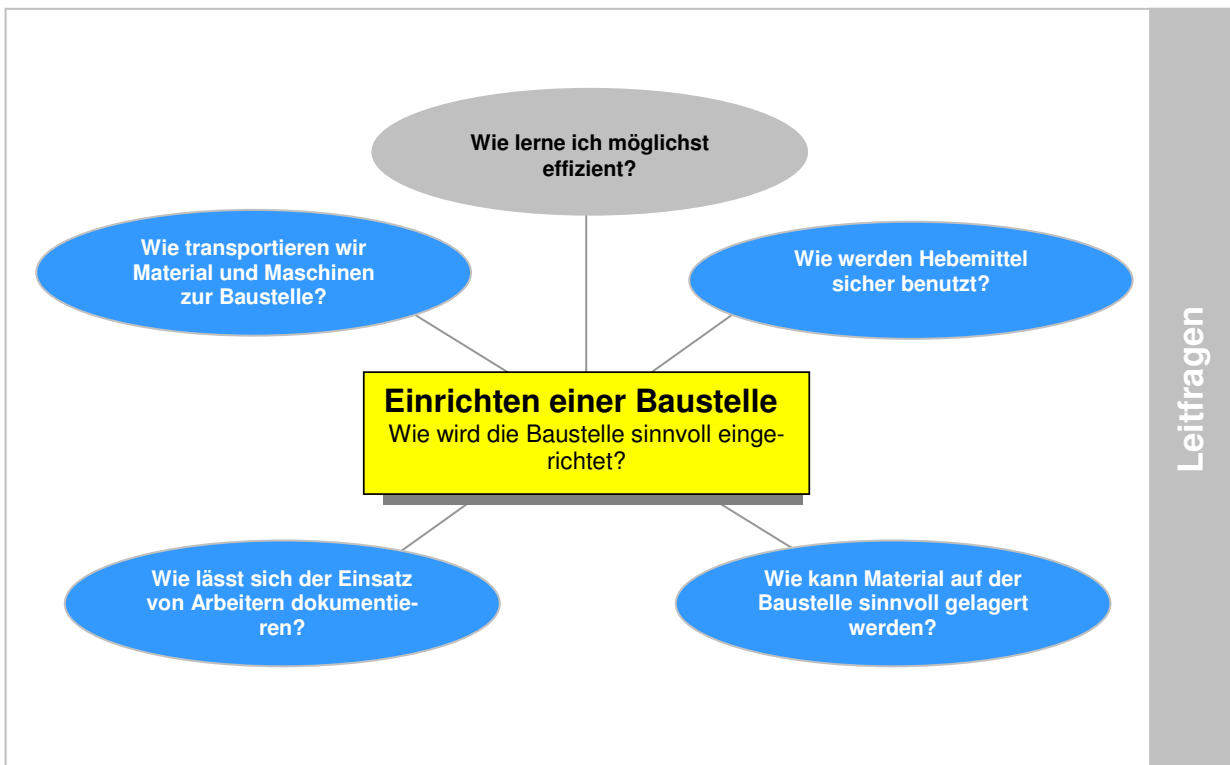 Wie lerne ich möglichst
effizient?
Wie transportieren wir
Material und Maschinen
zur Baustelle?
Wie werden Hebemittel
sicher benutzt?
Einrichten einer Baustelle
Wie wird die Baustelle sinnvoll einge-
richtet?
Wie lässt sich der Einsatz
von Arbeitern dokumentie-
ren?
Wie kann Material auf der
Baustelle sinnvoll gelagert
werden?
Leitfragen